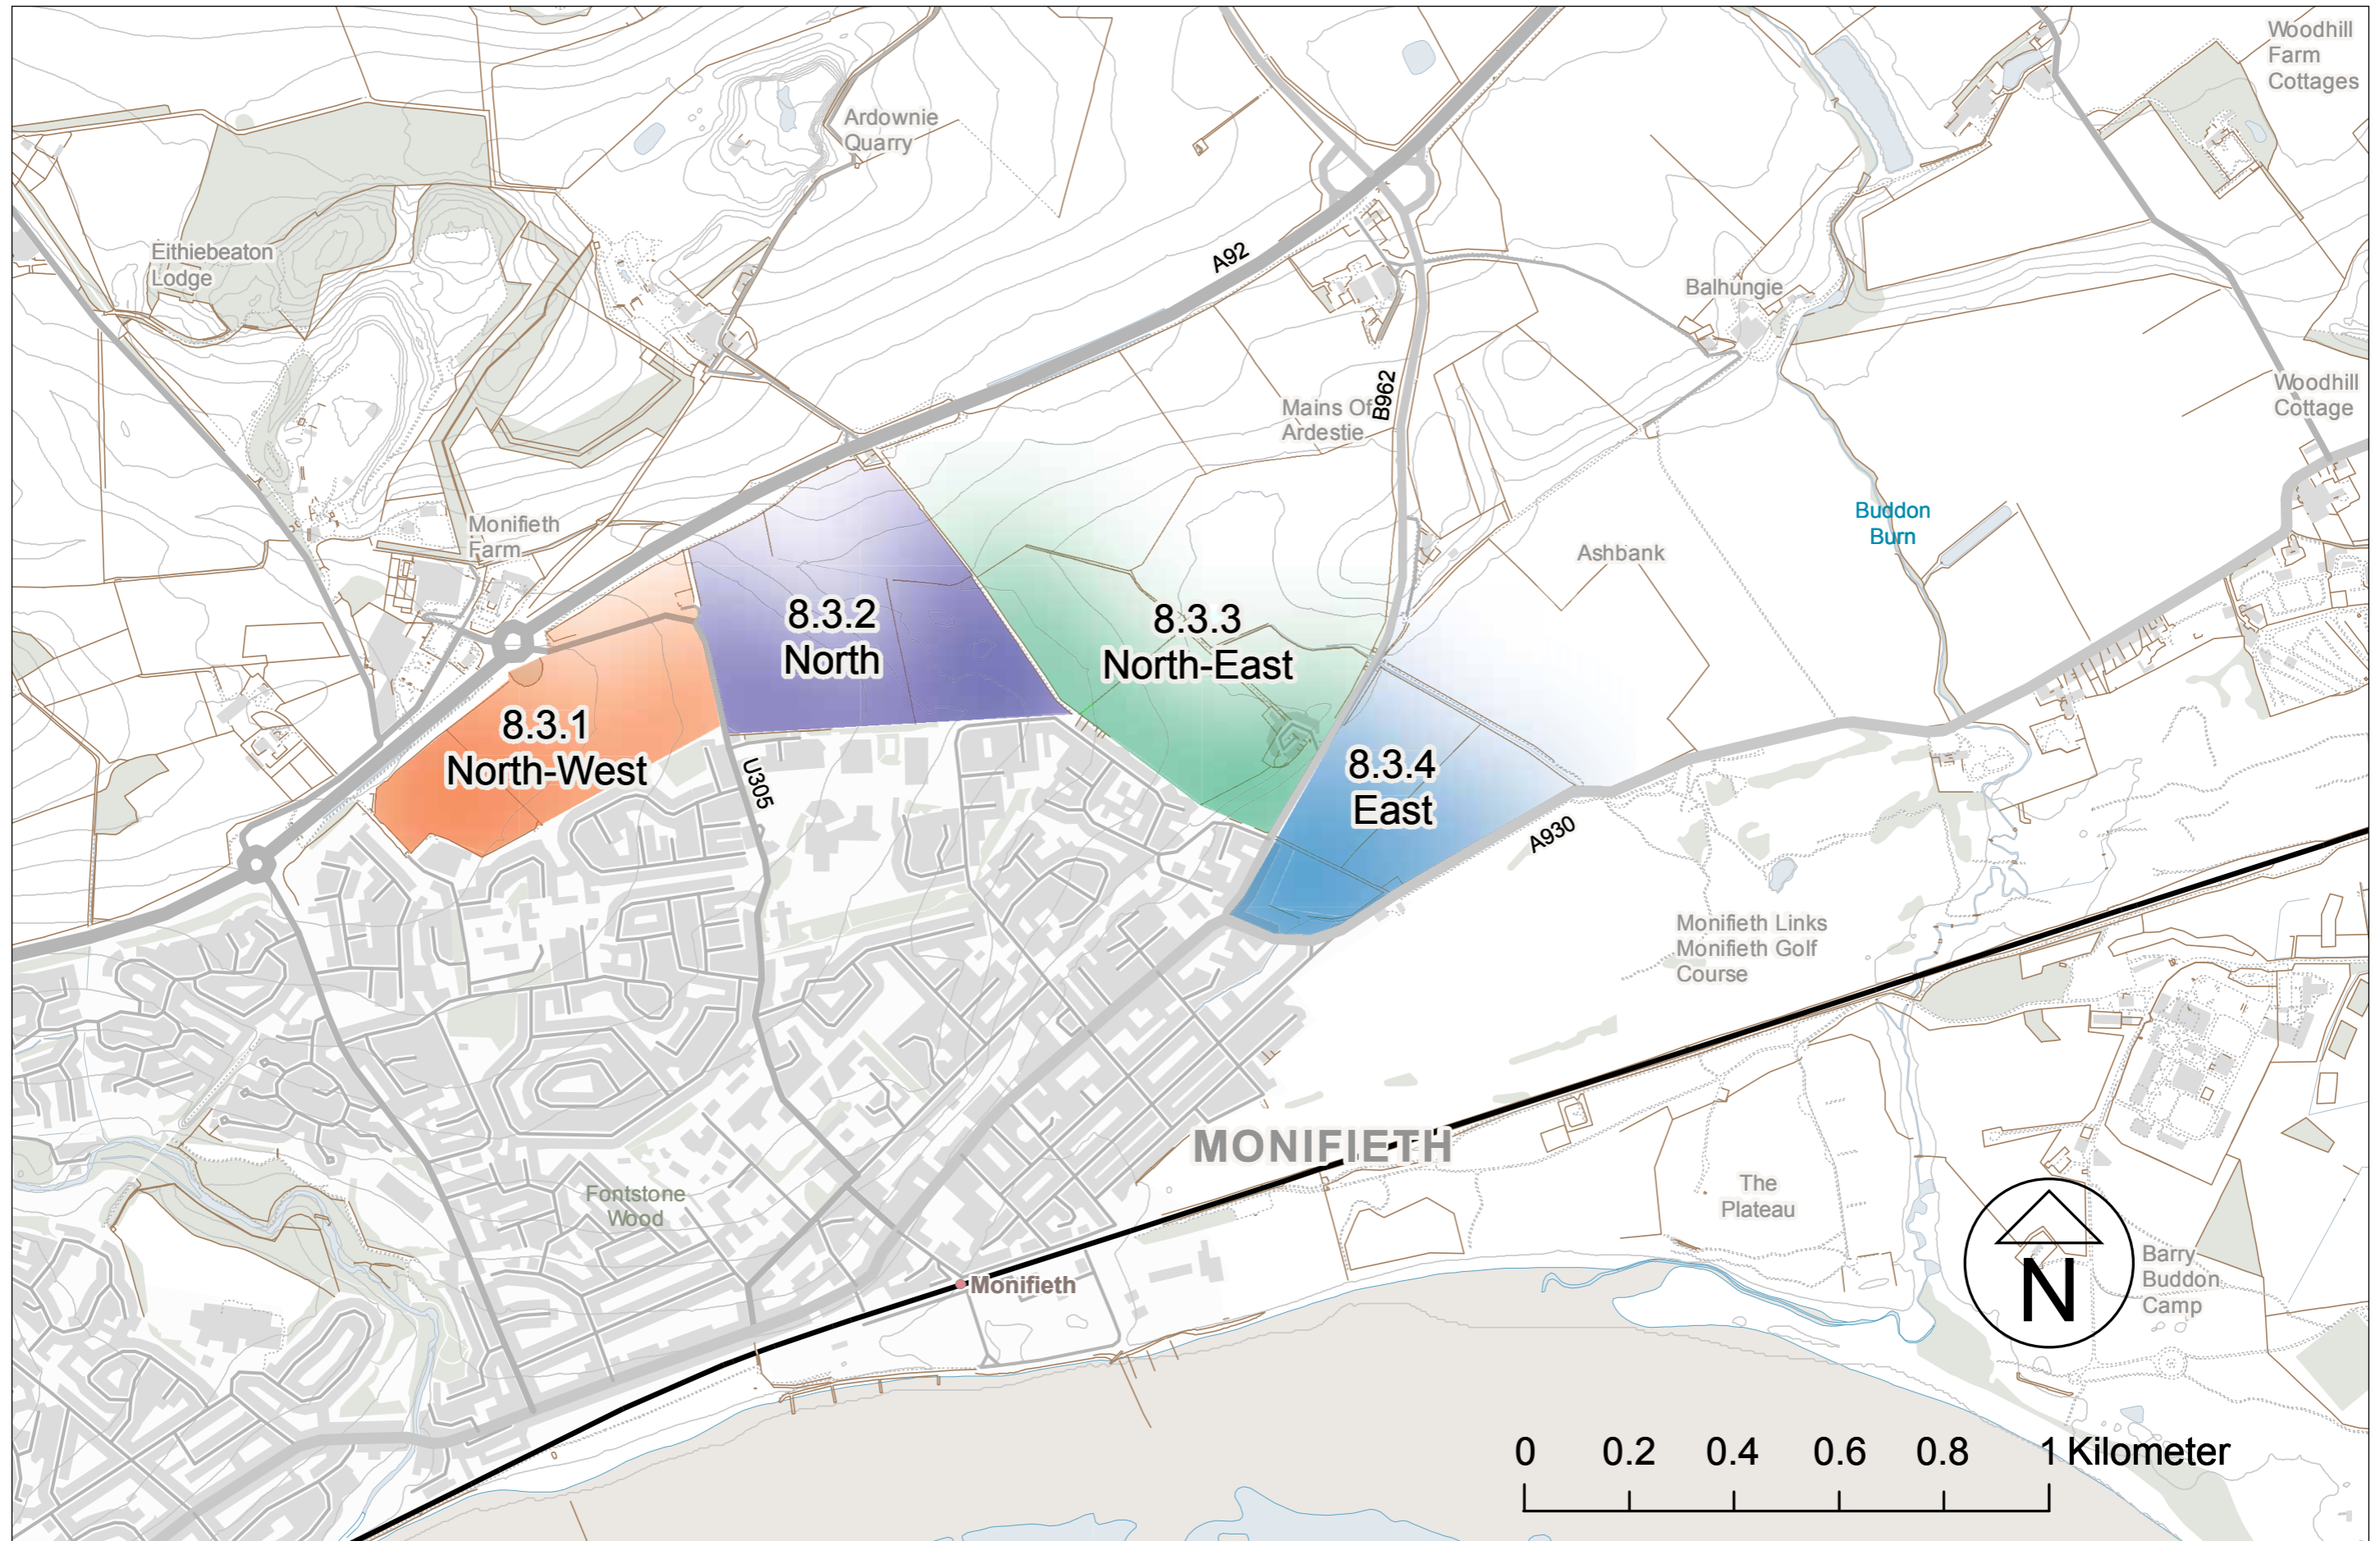 Woodhill
Farm
Cottages
Ardownie
Quarry
Eithiebeaton
Lodge
A92
Balhungie
B962
Mains Of
Ardestie
Woodhill
Cottage
Monifieth
Farm
Buddon
Burn
Ashbank
8.3.2
North
8.3.3
North-East
8.3.1
North-West
8.3.4
East
U305
A930
Monifieth Links
Monifieth Golf
Course
MONIFIETH
The
Plateau
Fontstone
Wood
Monifieth
N
Barry
Buddon
Camp
0 0.2 0.4 0.6 0.8 1 Kilometer